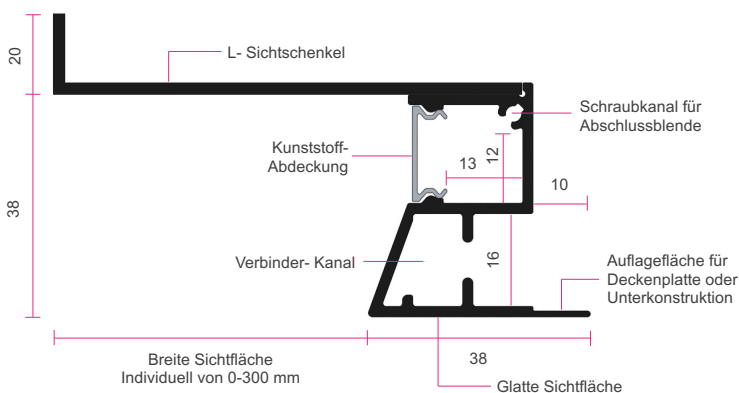 20
L- Sichtschenkel
Schraubkanal für
Abschlussblende
Kunststoff-
Abdeckung
13
12
10
38
Verbinder- Kanal
16
Auflagefläche für
Deckenplatte oder
Unterkonstruktion
Breite Sichtfläche
Individuell von 0-300 mm
38
Glatte Sichtfläche